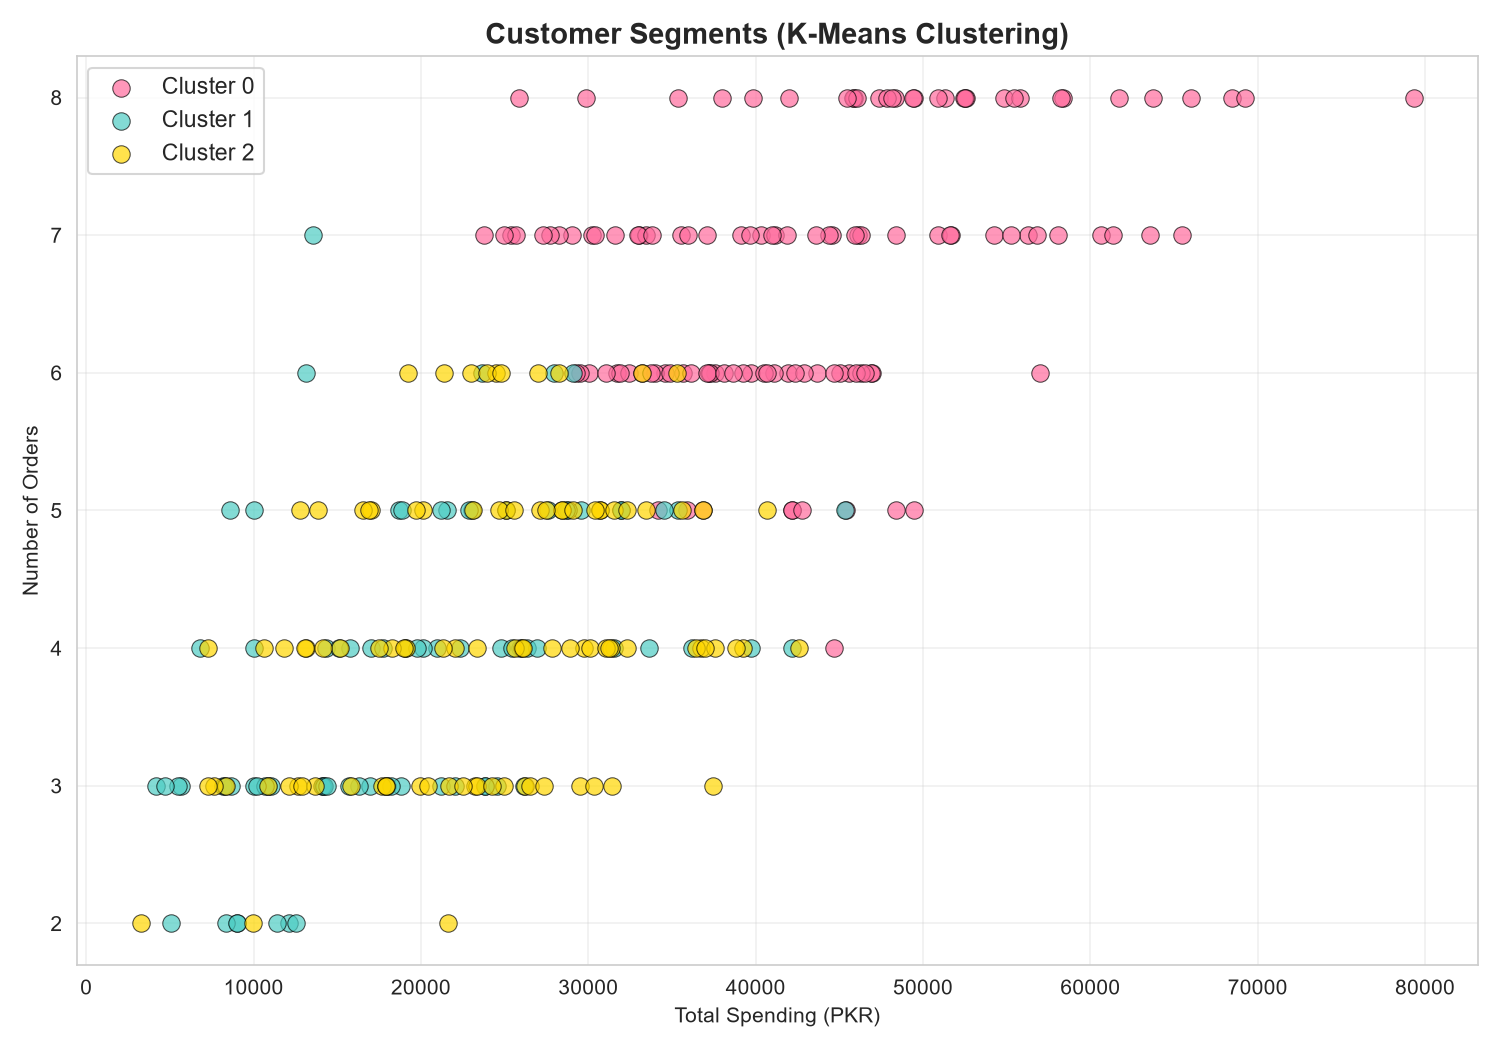 Customer Segments (K-Means Clustering)
Cluster 0
Cluster 1
Cluster 2
Number of Orders
8
7
6
5
4
3
2
0 10000 20000 30000 40000 50000 60000 70000 80000
Total Spending (PKR)